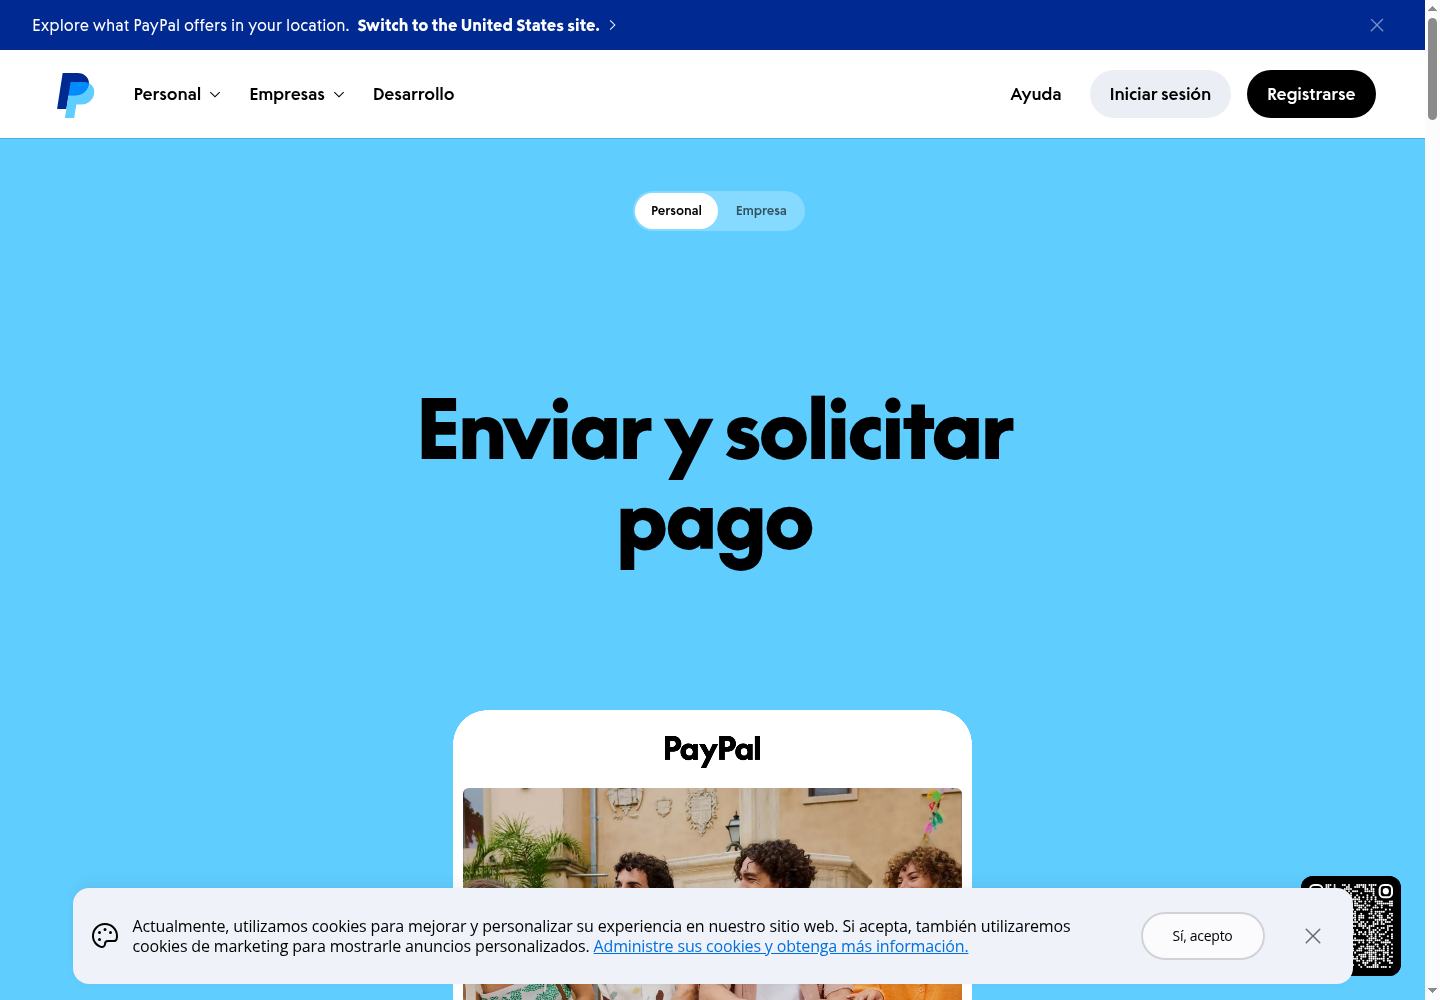 Explore what PayPal offers in your location. Switch to the United States site.
Personal Empresas Desarrollo Ayuda Iniciar sesión Registrarse
Personal Empresa
Enviar y solicitar
pago
PayPal
Actualmente, utilizamos cookies para mejorar y personalizar su experiencia en nuestro sitio web. Si acepta, también utilizaremos
cookies de marketing para mostrarle anuncios personalizados. Administre sus cookies y obtenga más información.
Sí, acepto